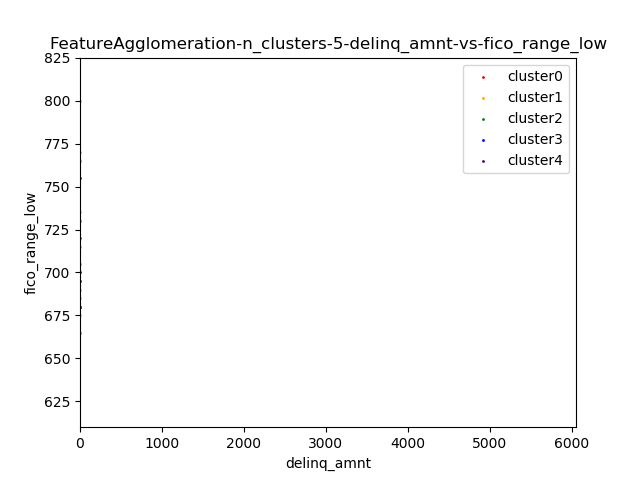 FeatureAgglomeration-n_clusters-5-delinq_amnt-vs-fico_range_low
825
800
775
750
725
700
675
650
625
fico_range_low
cluster0
cluster1
cluster2
cluster3
cluster4
0 1000 2000 3000 4000 5000 6000
delinq_amnt